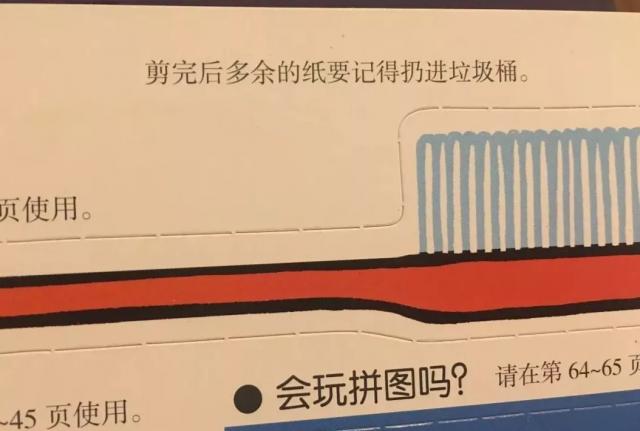 剪完后多余的纸要记得扔进垃圾桶。
页使用。
~45 页使用。
● 会玩拼图吗？
请在第 64~65 页